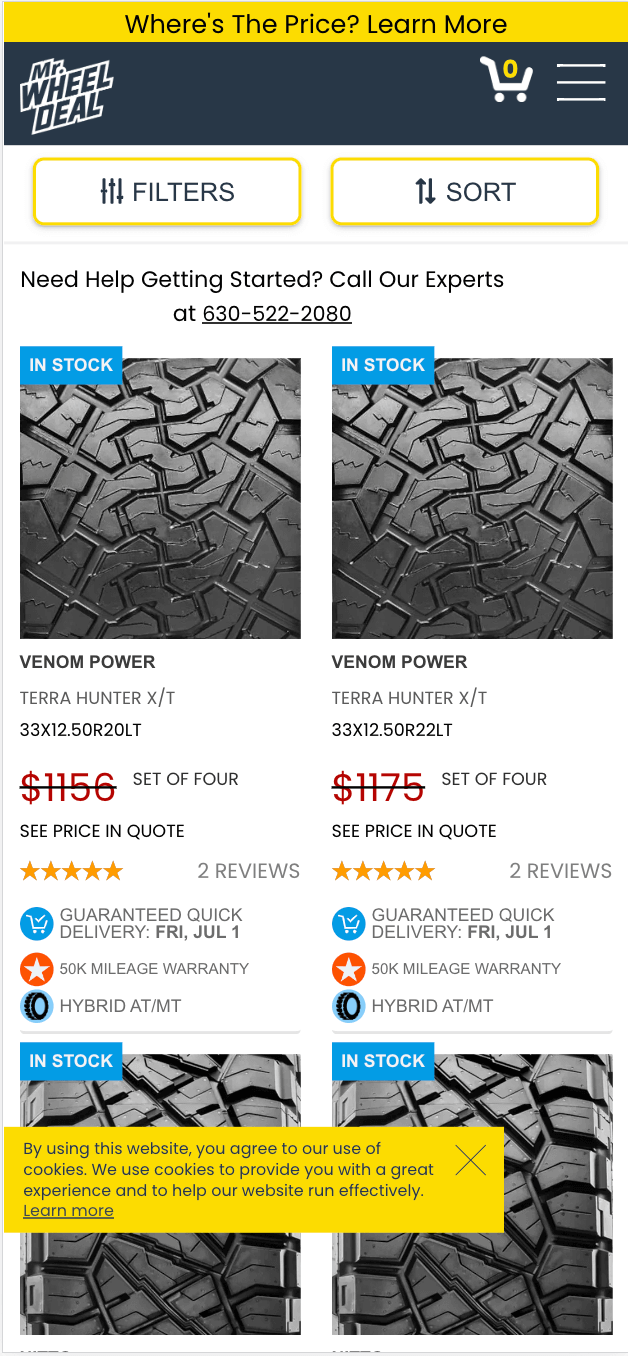 Where's The Price? Learn More
Mr.
WHEEL
DEAL
0
FILTERS
SORT
Need Help Getting Started? Call Our Experts
at 630-522-2080
IN STOCK
VENOM POWER
TERRA HUNTER X/T
33X12.50R20LT
$1156 SET OF FOUR
SEE PRICE IN QUOTE
2 REVIEWS
GUARANTEED QUICK
DELIVERY: FRI, JUL 1
50K MILEAGE WARRANTY
HYBRID AT/MT
IN STOCK
VENOM POWER
TERRA HUNTER X/T
33X12.50R22LT
$1175 SET OF FOUR
SEE PRICE IN QUOTE
2 REVIEWS
GUARANTEED QUICK
DELIVERY: FRI, JUL 1
50K MILEAGE WARRANTY
HYBRID AT/MT
IN STOCK
IN STOCK
By using this website, you agree to our use of
cookies. We use cookies to provide you with a great
experience and to help our website run effectively.
Learn more